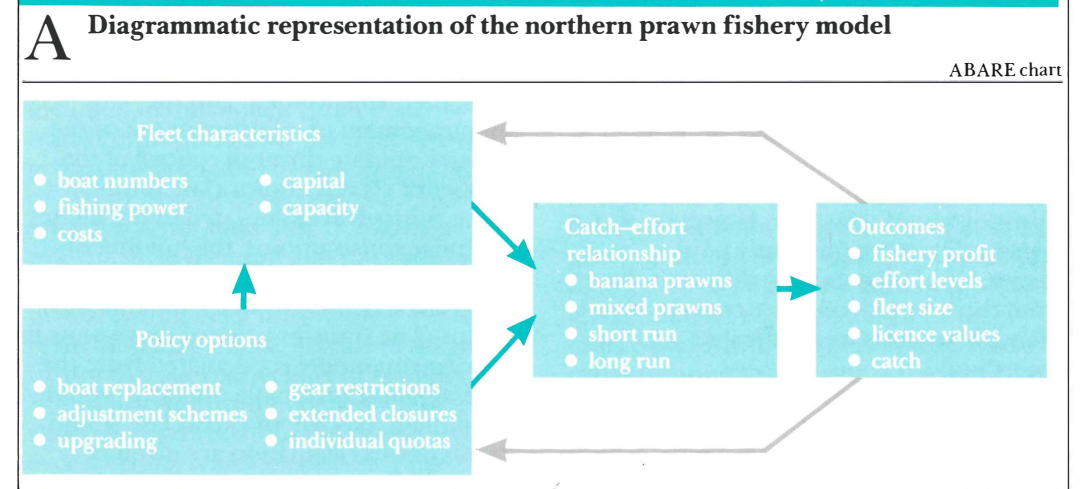 A Diagrammatic representation of the northern prawn fishery model
ABARE chart
Fleet characteristics
• boat numbers
• fishing power
• costs
• capital
• capacity
Policy options
• boat replacement
• adjustment schemes
• upgrading
• gear restrictions
• extended closures
• individual quotas
Catch–effort
relationship
• banana prawns
• mixed prawns
• short run
• long run
Outcomes
• fishery profit
• effort levels
• fleet size
• licence values
• catch